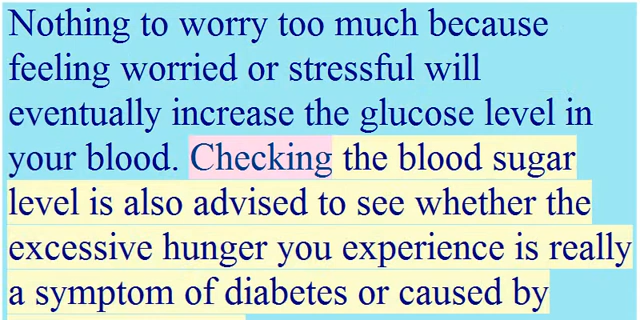 Nothing to worry too much because
feeling worried or stressful will
eventually increase the glucose level in
your blood. Checking the blood sugar
level is also advised to see whether the
excessive hunger you experience is really
a symptom of diabetes or caused by